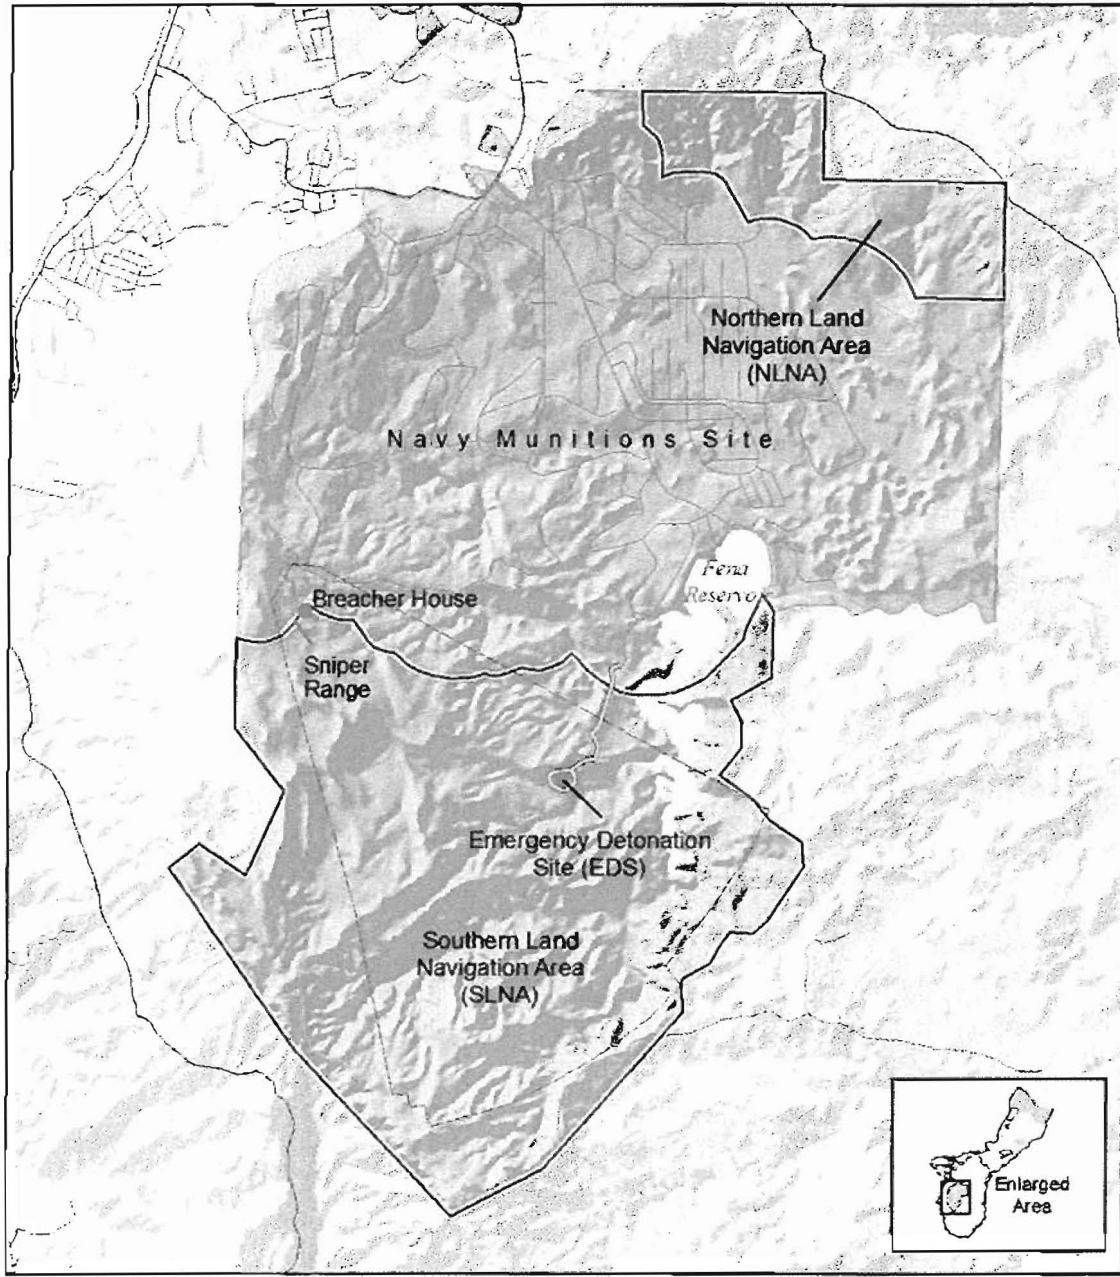 Northern Land
Navigation Area
(NLNA)
Navy Munitions Site
Fena
Reservo
Breacher House
Sniper
Range
Emergency Detonation
Site (EDS)
Southern Land
Navigation Area
(SLNA)
Enlarged
Area